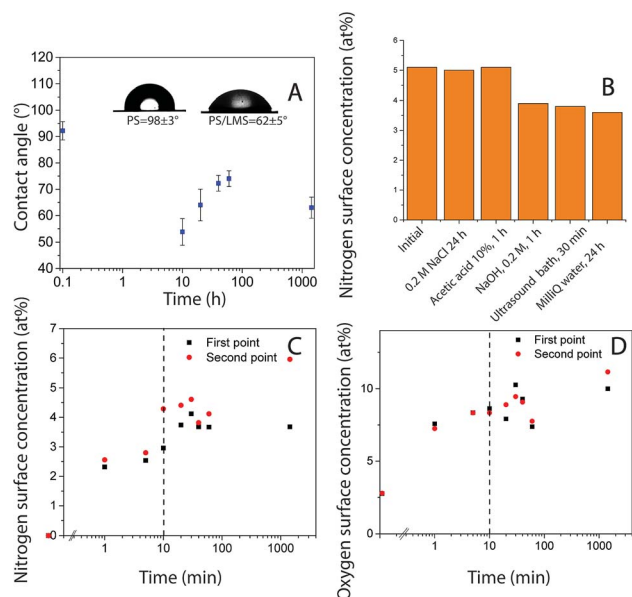 A
PS=98±3°
PS/LMS=62±5°
Contact angle (°)
120
110
100
90
80
70
60
50
40
0.1
1
10
100
1000
Time (h)
B
Nitrogen surface concentration (at%)
6
5
4
3
2
1
0
Initial
0.2 M NaCl 24 h
Acetic acid 10%, 1 h
NaOH, 0.2 M, 1 h
Ultrasound bath, 30 min
MilliQ water, 24 h
C
First point
Second point
Nitrogen surface concentration (at%)
7
6
5
4
3
2
1
0
1
10
100
1000
Time (min)
D
First point
Second point
Oxygen surface concentration (at%)
10
5
0
1
10
100
1000
Time (min)